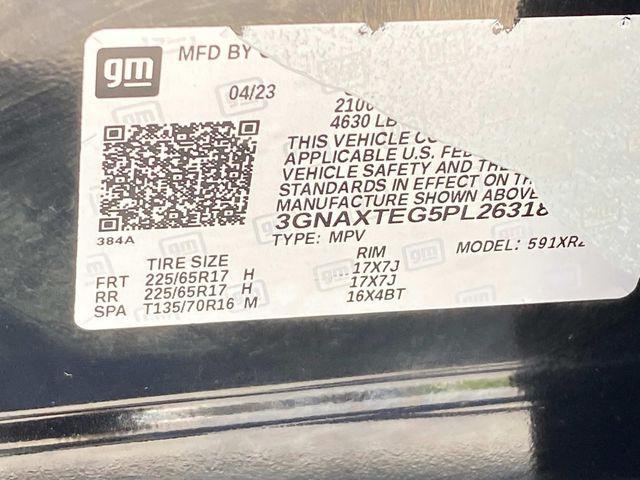 gm
MFD BY
04/23
4630 LB
THIS VEHICLE
APPLICABLE U.S.
VEHICLE SAFETY AND
STANDARDS IN EFFECT ON
MANUFACTURE SHOWN ABOVE
3GNAXTEG5PL26318
TYPE: MPV
MODEL: 591XR
384A
TIRE SIZE RIM
FRT 225/65R17 H 17X7J
RR 225/65R17 H 17X7J
SPA T135/70R16 M 16X4BT